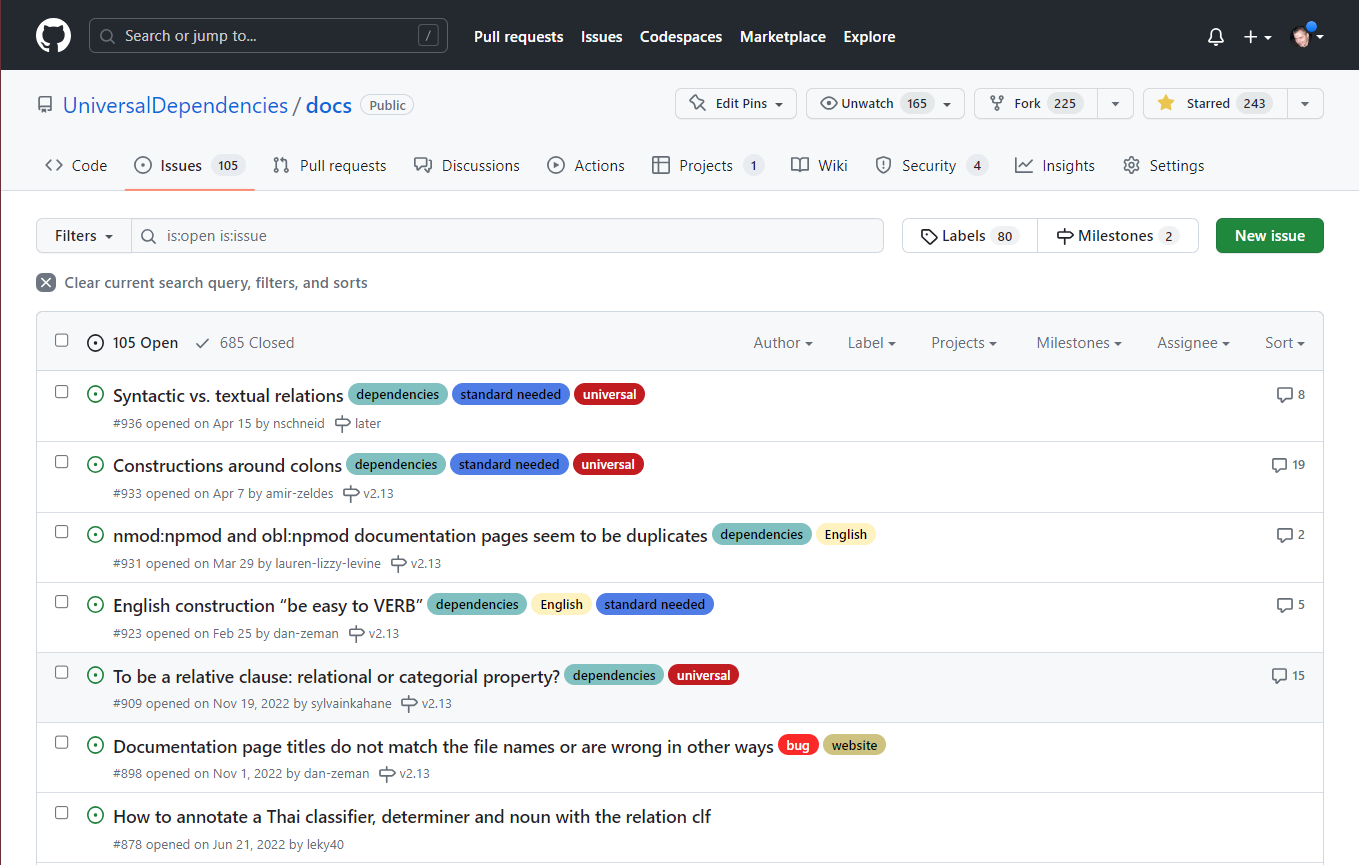 Search or jump to... / Pull requests Issues Codespaces Marketplace Explore
UniversalDependencies / docs Public Edit Pins Unwatch 165 Fork 225 Starred 243
Code Issues 105 Pull requests Discussions Actions Projects 1 Wiki Security 4 Insights Settings
Filters is:open is:issue Labels 80 Milestones 2 New issue
Clear current search query, filters, and sorts
105 Open 685 Closed Author Label Projects Milestones Assignee Sort
Syntactic vs. textual relations dependencies standard needed universal 8
#936 opened on Apr 15 by nschneid later
Constructions around colons dependencies standard needed universal 19
#933 opened on Apr 7 by amir-zeldes v2.13
nmod:npmod and obl:npmod documentation pages seem to be duplicates dependencies English 2
#931 opened on Mar 29 by lauren-lizzy-levine v2.13
English construction “be easy to VERB” dependencies English standard needed 5
#923 opened on Feb 25 by dan-zeman v2.13
To be a relative clause: relational or categorial property? dependencies universal 15
#909 opened on Nov 19, 2022 by sylvainkahane v2.13
Documentation page titles do not match the file names or are wrong in other ways bug website
#898 opened on Nov 1, 2022 by dan-zeman v2.13
How to annotate a Thai classifier, determiner and noun with the relation clf
#878 opened on Jun 21, 2022 by leky40